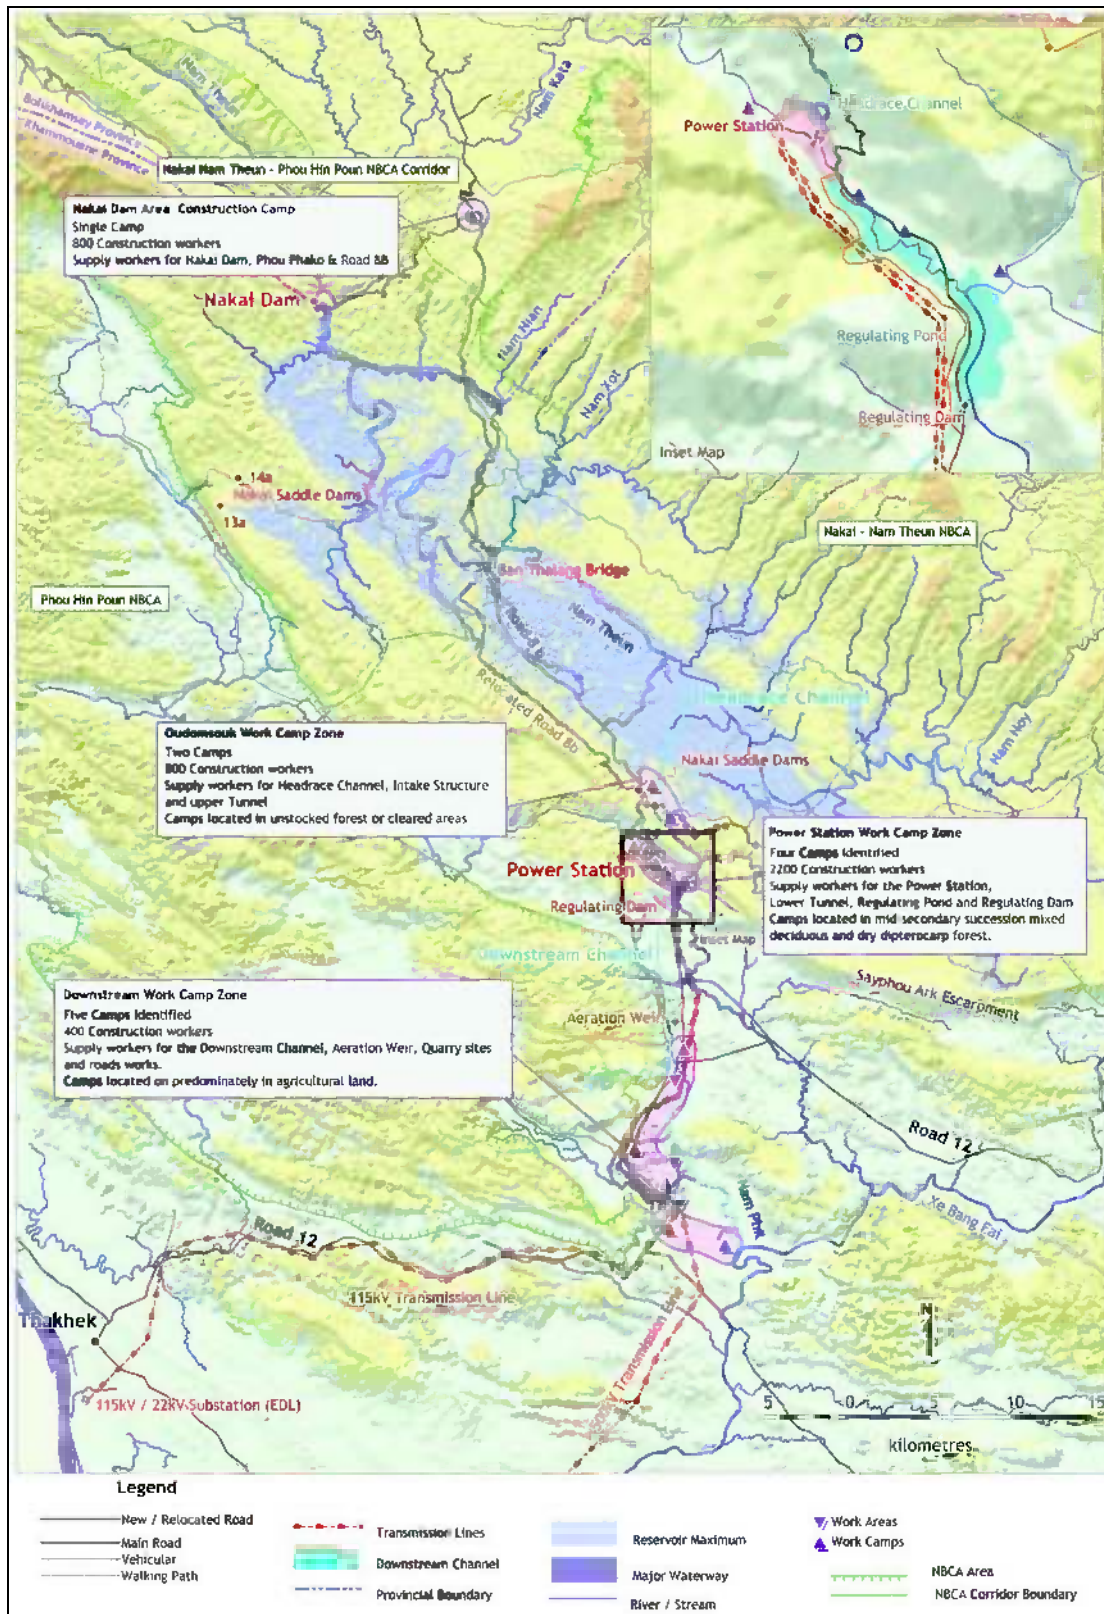 Nam Theun
Nam Kata
Bolikhamsay Province
Khammouane Province
Nakai Nam Theun - Phou Hin Poun NBCA Corridor
Nakai Dam Area Construction Camp
Single Camp
800 Construction workers
Supply workers for Nakai Dam, Phou Phako & Road 8B
Nakai Dam
Nam Nian
Nam Xot
Headrace Channel
Power Station
Regulating Pond
Regulating Dam
Inset Map
14a
Nakai Saddle Dams
13a
Nakai - Nam Theun NBCA
Phou Hin Poun NBCA
Ban Thalang Bridge
Nam Theun
Road 8b
Relocated Road 8b
Headrace Channel
Nam Noy
Nakai Saddle Dams
Oudomsouk Work Camp Zone
Two Camps
800 Construction workers
Supply workers for Headrace Channel, Intake Structure
and upper Tunnel
Camps located in unstocked forest or cleared areas
Power Station Work Camp Zone
Four Camps Identified
2200 Construction workers
Supply workers for the Power Station,
Lower Tunnel, Regulating Pond and Regulating Dam
Camps located in mid secondary succession mixed
deciduous and dry dipterocarp forest.
Power Station
Regulating Dam
Inset Map
Downstream Channel
Sayphou Ark Escarpment
Downstream Work Camp Zone
Five Camps Identified
400 Construction workers
Supply workers for the Downstream Channel, Aeration Weir, Quarry sites
and roads works.
Camps located on predominately in agricultural land.
Aeration Weir
Road 12
Xe Bang Fai
Nam Phit
Road 12
115kV Transmission Line
500kV Transmission Line
Thakhek
115kV / 22kV Substation (EDL)
N
5 0 5 10 15
kilometres
Legend
New / Relocated Road
Main Road
Vehicular
Walking Path
Transmission Lines
Downstream Channel
Provincial Boundary
Reservoir Maximum
Major Waterway
River / Stream
Work Areas
Work Camps
NBCA Area
NBCA Corridor Boundary